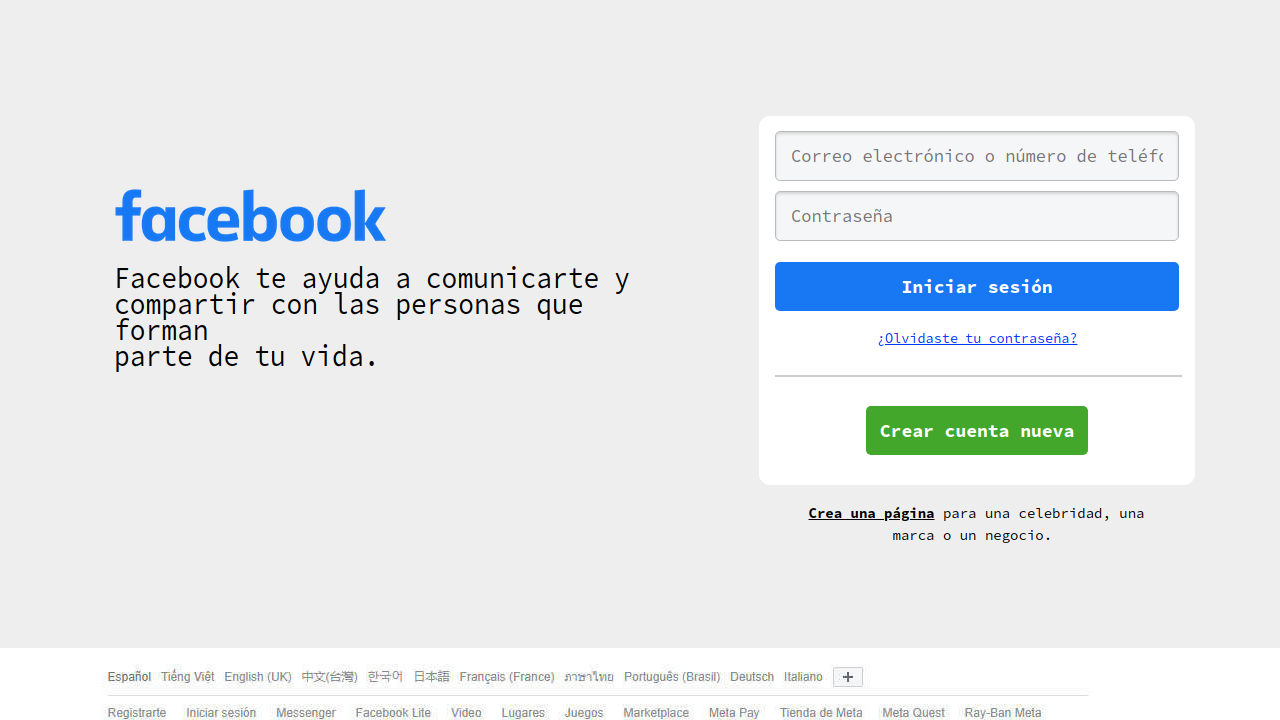 facebook
Facebook te ayuda a comunicarte y
compartir con las personas que
forman
parte de tu vida.
Correo electrónico o número de teléfo
Contraseña
Iniciar sesión
¿Olvidaste tu contraseña?
Crear cuenta nueva
Crea una página para una celebridad, una
marca o un negocio.
Español Tiếng Việt English (UK) 中文(台灣) 한국어 日本語 Français (France) ภาษาไทย Português (Brasil) Deutsch Italiano +
Registrarte Iniciar sesión Messenger Facebook Lite Video Lugares Juegos Marketplace Meta Pay Tienda de Meta Meta Quest Ray-Ban Meta